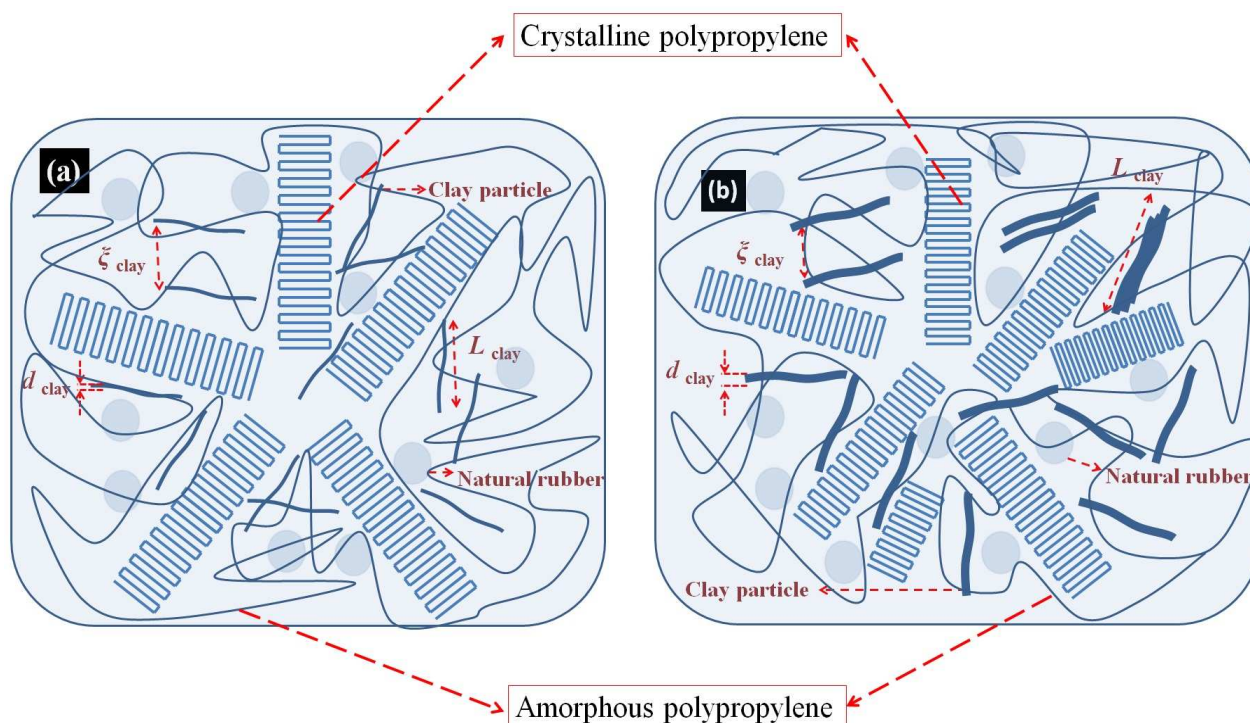 Crystalline polypropylene
(a)
Clay particle
ξ clay
L clay
d clay
Natural rubber
(b)
L clay
ξ clay
d clay
Natural rubber
Clay particle
Amorphous polypropylene